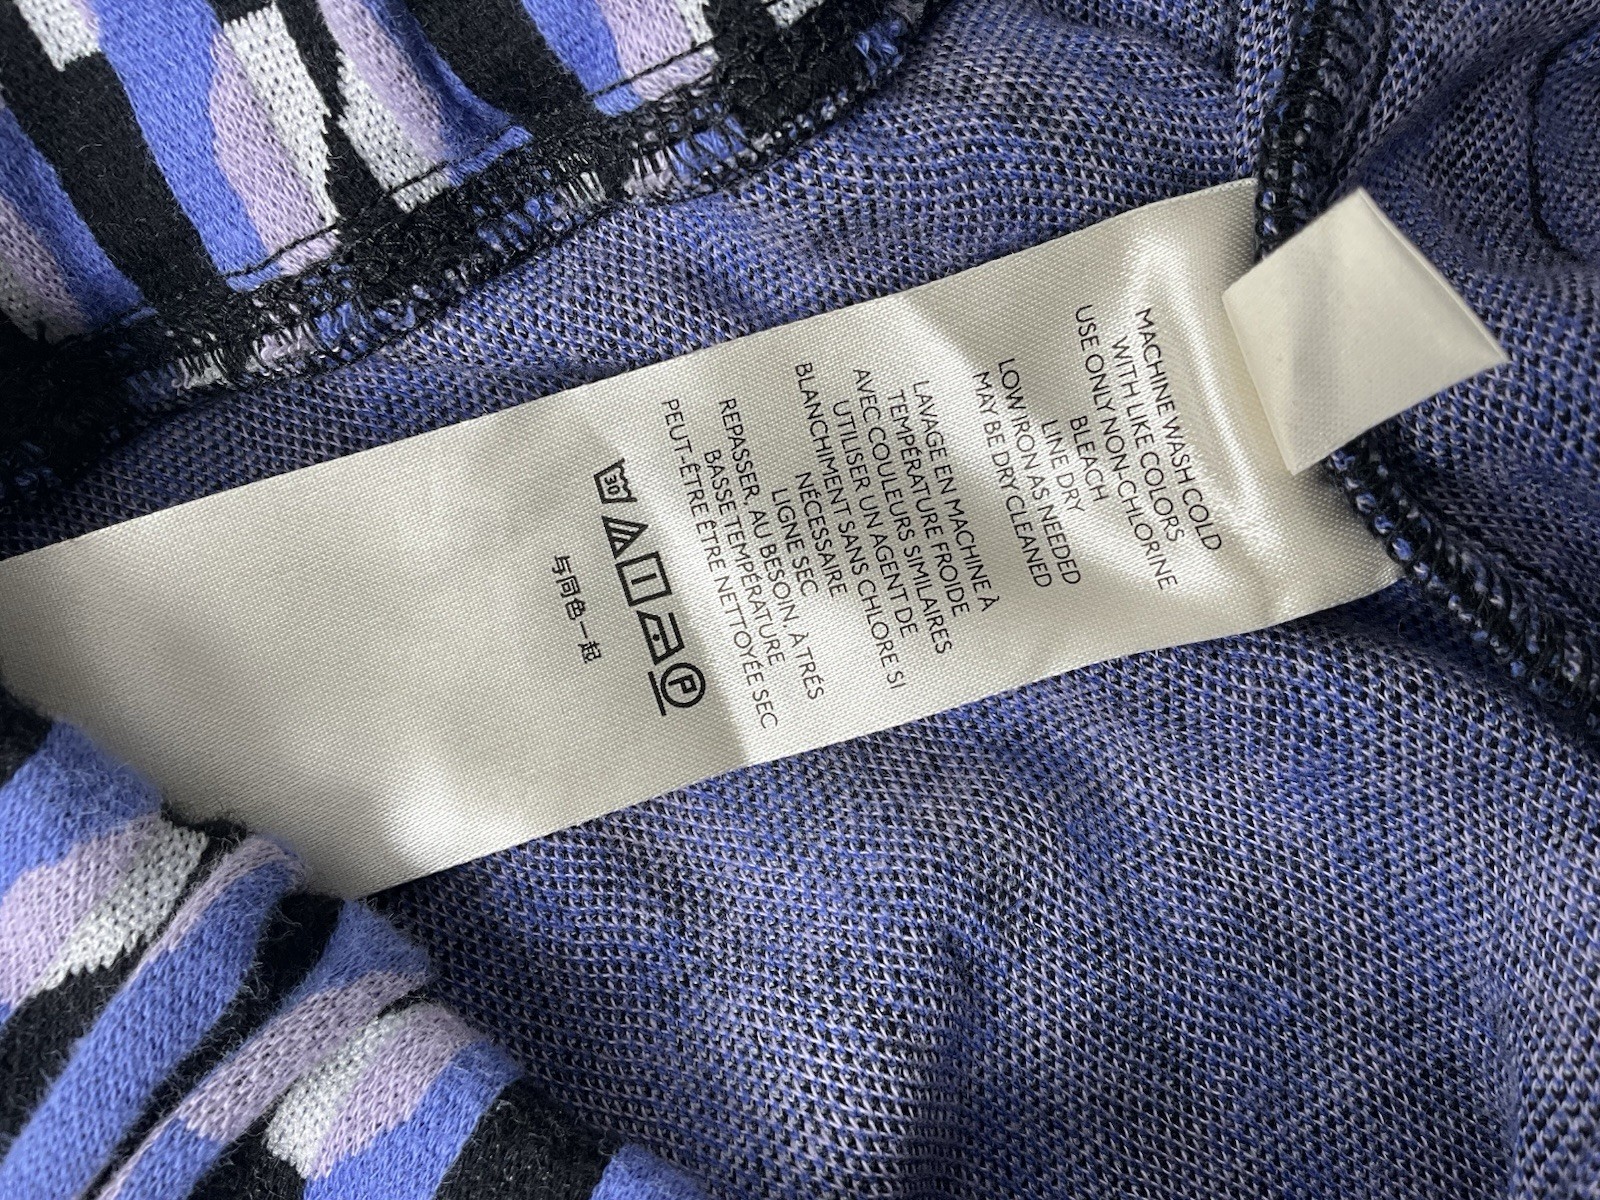 MACHINE WASH COLD
WITH LIKE COLORS
USE ONLY NON-CHLORINE
BLEACH
LINE DRY
LOW IRON AS NEEDED
MAY BE DRY CLEANED
LAVAGE EN MACHINE À
TEMPÉRATURE FROIDE
AVEC COULEURS SIMILAIRES
UTILISER UN AGENT DE
BLANCHIMENT SANS CHLORE SI
NÉCESSAIRE
LIGNE SEC
REPASSER, AU BESOIN, À TRÉS
BASSE TEMPÉRATURE
PEUT-ÊTRE ÊTRE NETTOYÉE SEC
30
P
与同色一起